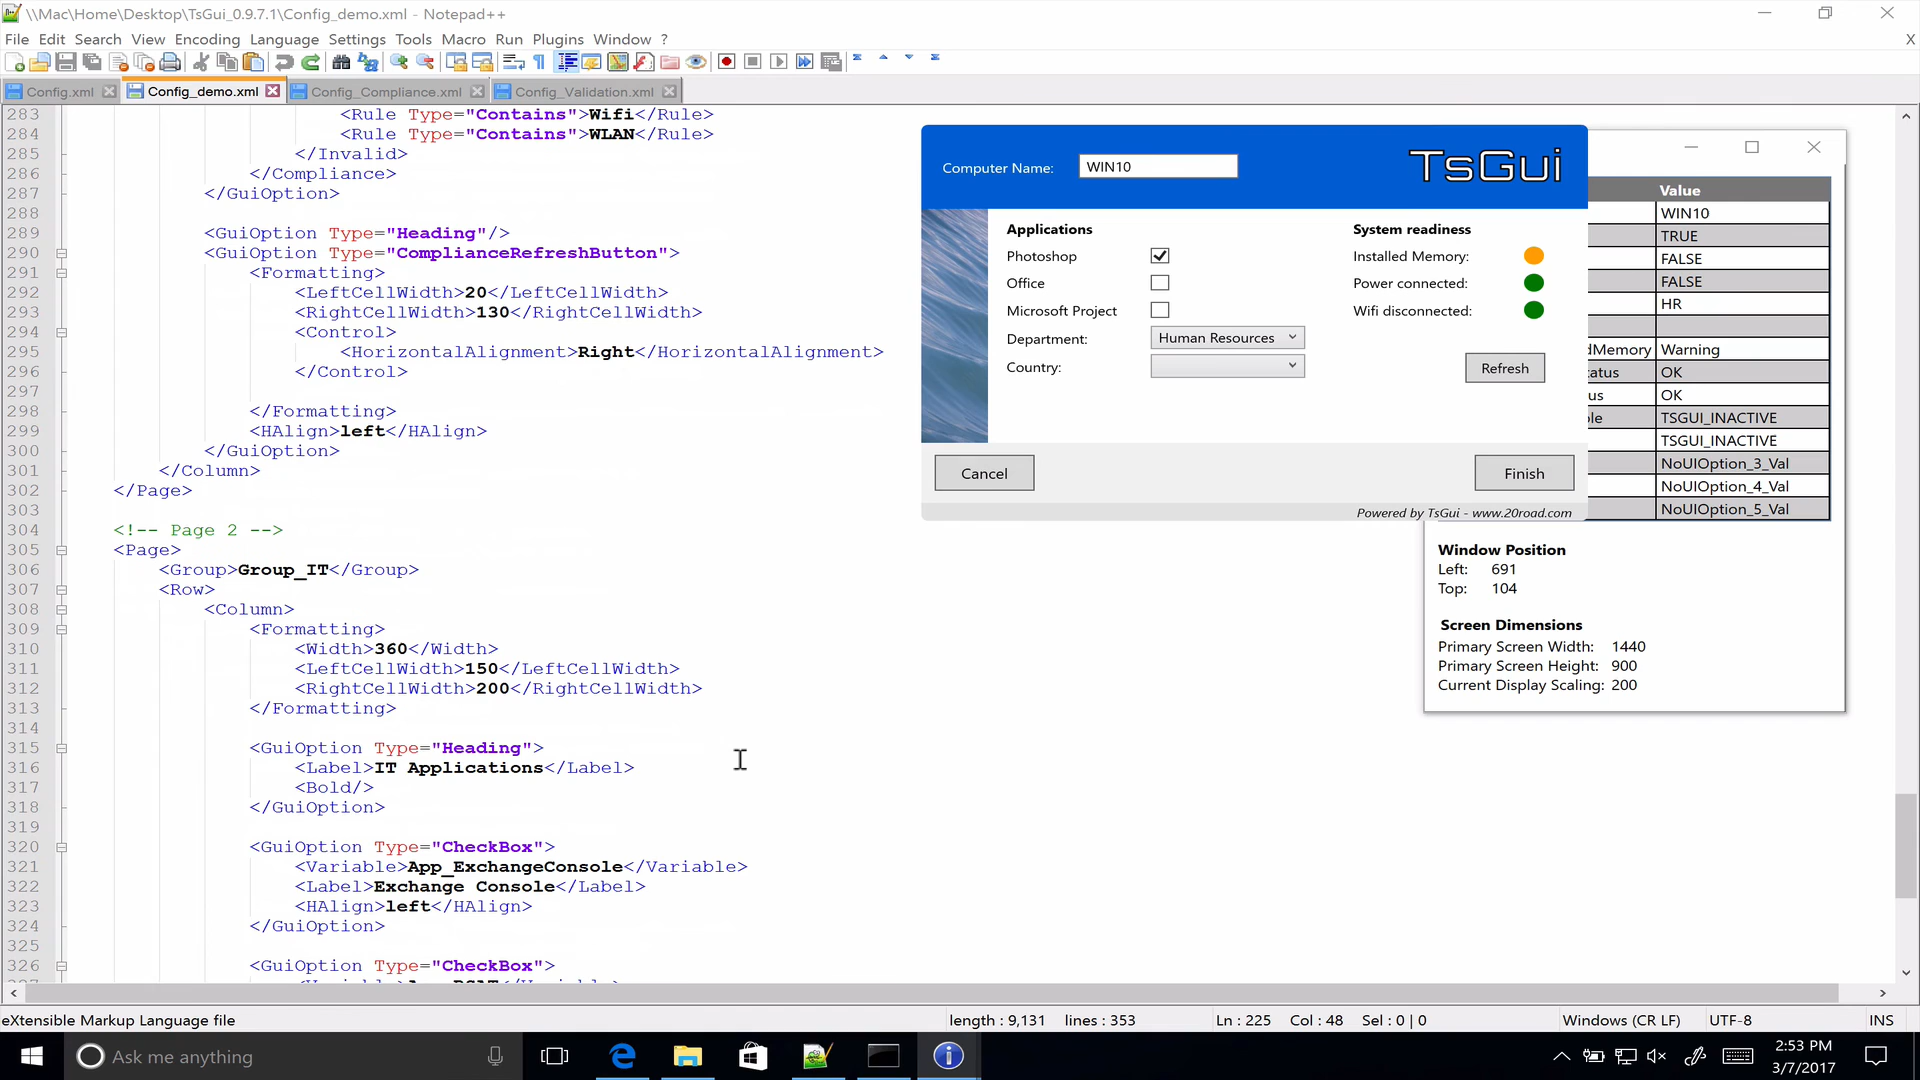 \\Mac\Home\Desktop\TsGui_0.9.7.1\Config_demo.xml - Notepad++
File Edit Search View Encoding Language Settings Tools Macro Run Plugins Window ? X
Config.xml Config_demo.xml Config_Compliance.xml Config_Validation.xml
283 <Rule Type="Contains">Wifi</Rule>
284 <Rule Type="Contains">WLAN</Rule>
285 </Invalid>
286 </Compliance>
287 </GuiOption>
288
289 <GuiOption Type="Heading"/>
290 <GuiOption Type="ComplianceRefreshButton">
291 <Formatting>
292 <LeftCellWidth>20</LeftCellWidth>
293 <RightCellWidth>130</RightCellWidth>
294 <Control>
295 <HorizontalAlignment>Right</HorizontalAlignment>
296 </Control>
297
298 </Formatting>
299 <HAlign>left</HAlign>
300 </GuiOption>
301 </Column>
302 </Page>
303
304 <!-- Page 2 -->
305 <Page>
306 <Group>Group_IT</Group>
307 <Row>
308 <Column>
309 <Formatting>
310 <Width>360</Width>
311 <LeftCellWidth>150</LeftCellWidth>
312 <RightCellWidth>200</RightCellWidth>
313 </Formatting>
314
315 <GuiOption Type="Heading">
316 <Label>IT Applications</Label>
317 <Bold/>
318 </GuiOption>
319
320 <GuiOption Type="CheckBox">
321 <Variable>App_ExchangeConsole</Variable>
322 <Label>Exchange Console</Label>
323 <HAlign>left</HAlign>
324 </GuiOption>
325
326 <GuiOption Type="CheckBox">
Computer Name: WIN10 TsGui
Applications System readiness
Photoshop Installed Memory:
Office Power connected:
Microsoft Project Wifi disconnected:
Department: Human Resources
Country: Refresh
Cancel Finish
Powered by TsGui - www.20road.com
Value
WIN10
TRUE
FALSE
FALSE
HR
dMemory Warning
atus OK
us OK
ble TSGUI_INACTIVE
TSGUI_INACTIVE
NoUIOption_3_Val
NoUIOption_4_Val
NoUIOption_5_Val
Window Position
Left: 691
Top: 104
Screen Dimensions
Primary Screen Width: 1440
Primary Screen Height: 900
Current Display Scaling: 200
eXtensible Markup Language file length : 9,131 lines : 353 Ln : 225 Col : 48 Sel : 0 | 0 Windows (CR LF) UTF-8 INS
Ask me anything
2:53 PM
3/7/2017